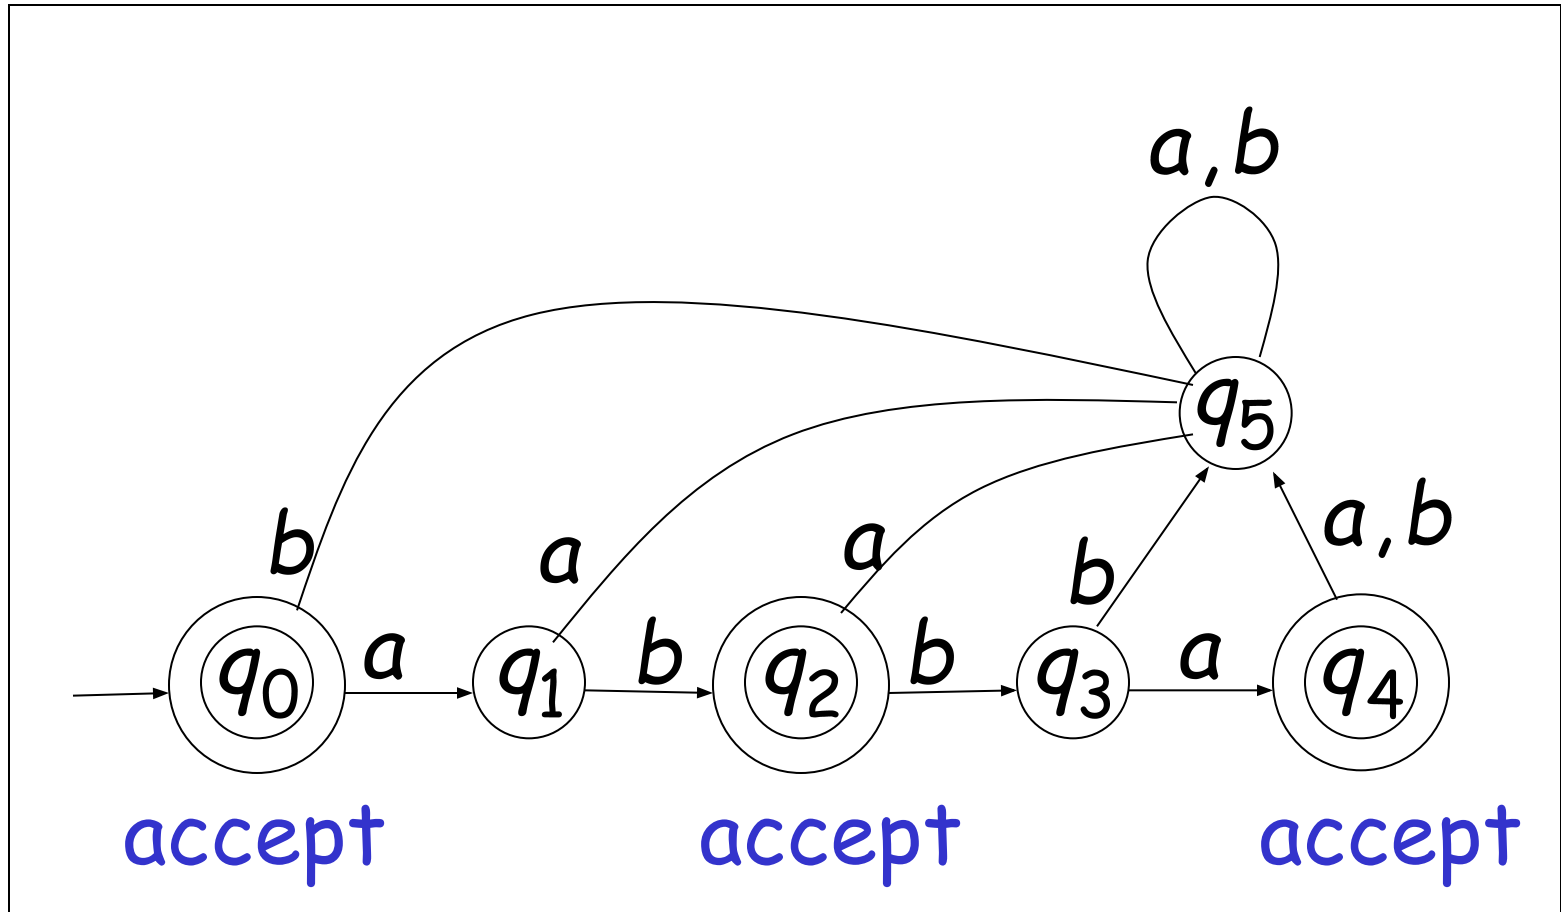 a,b
q5
b a a b a,b
q0 a q1 b q2 b q3 a q4
accept accept accept